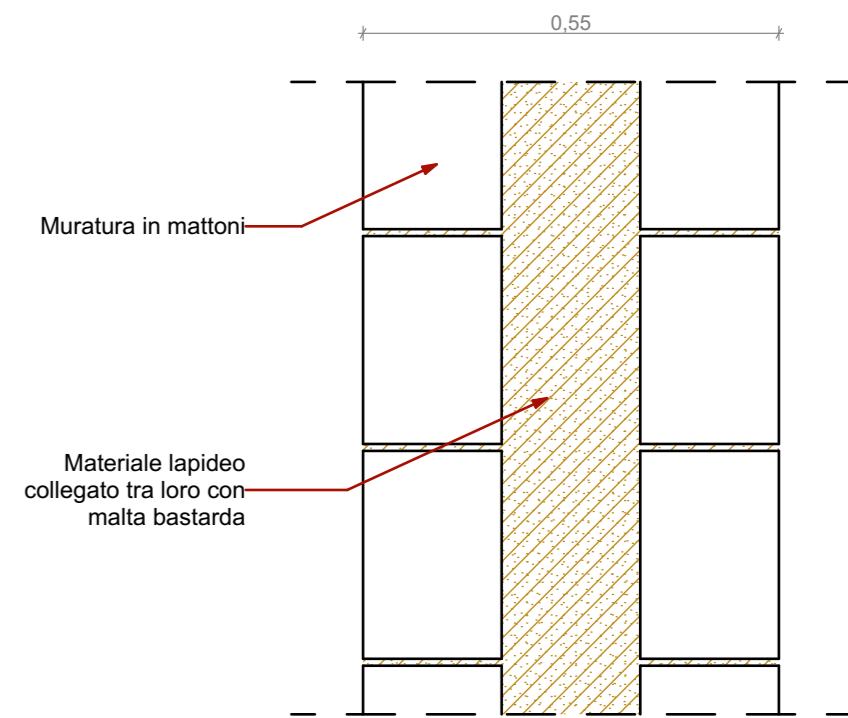 0,55
Muratura in mattoni
Materiale lapideo
collegato tra loro con
malta bastarda